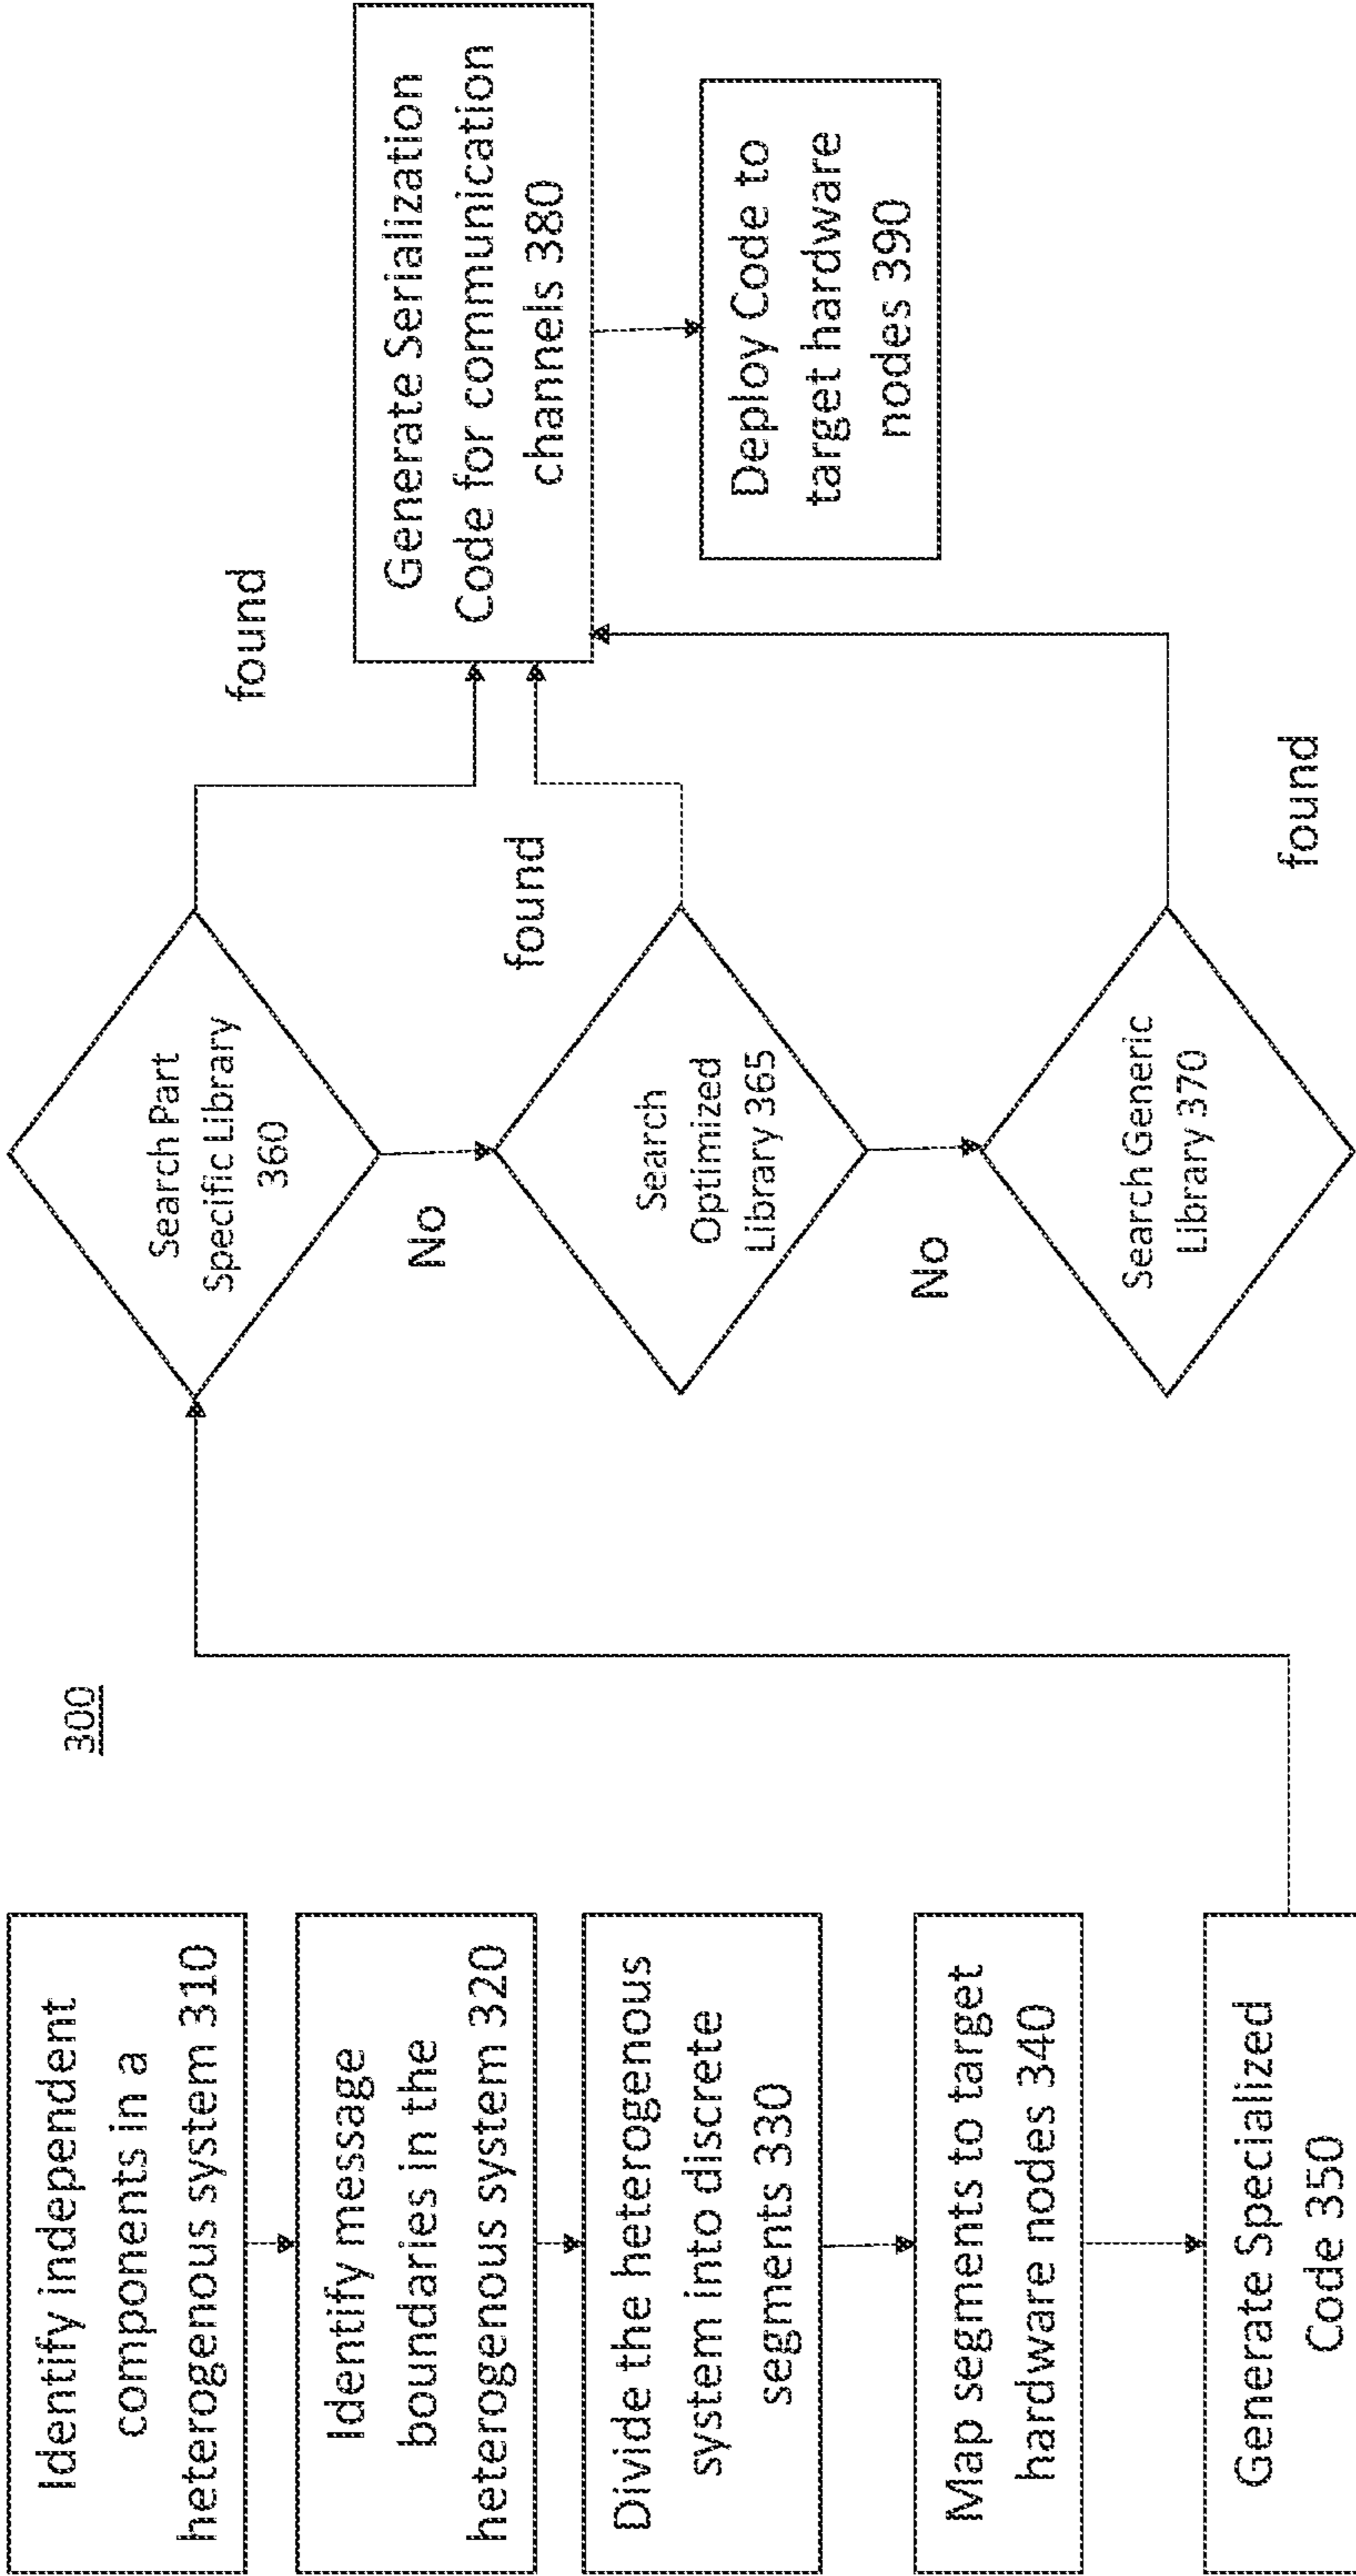 300
Identify independent
components in a
heterogenous system 310
Identify message
boundaries in the
heterogenous system 320
Divide the heterogenous
system into discrete
segments 330
Map segments to target
hardware nodes 340
Generate Specialized
Code 350
Search Part
Specific Library
360
found
No
Search
Optimized
Library 365
found
No
Search Generic
Library 370
found
Generate Serialization
Code for communication
channels 380
Deploy Code to
target hardware
nodes 390